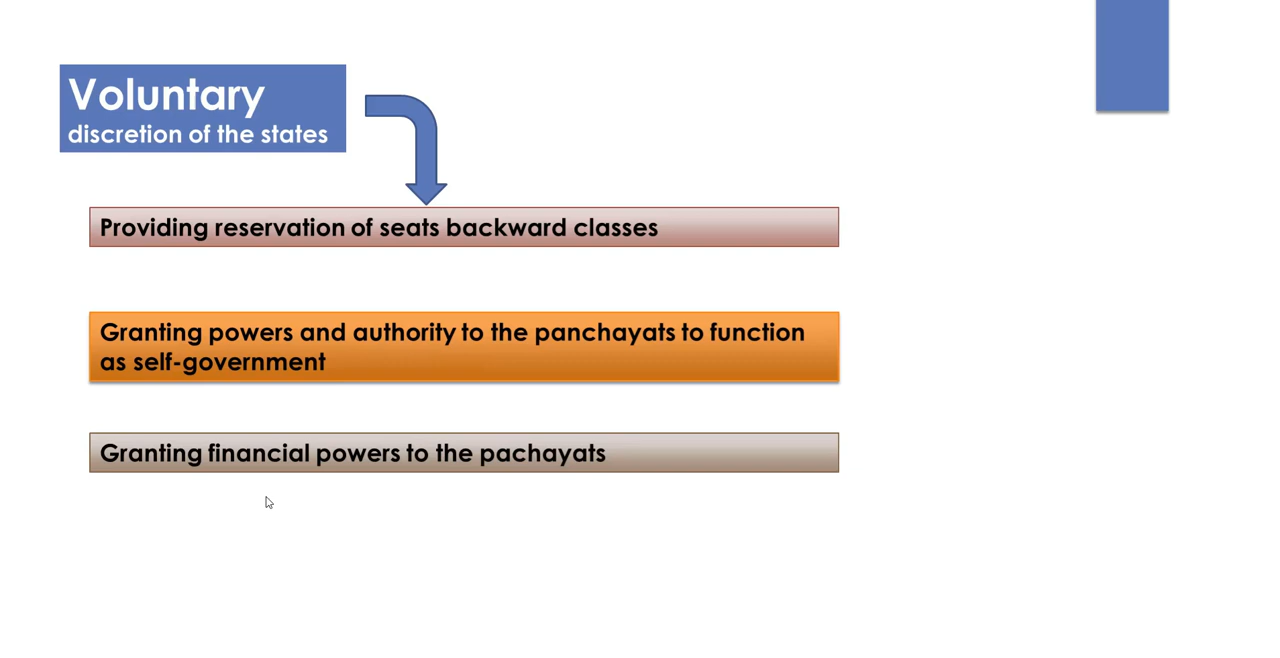 Voluntary
discretion of the states
Providing reservation of seats backward classes
Granting powers and authority to the panchayats to function
as self-government
Granting financial powers to the pachayats